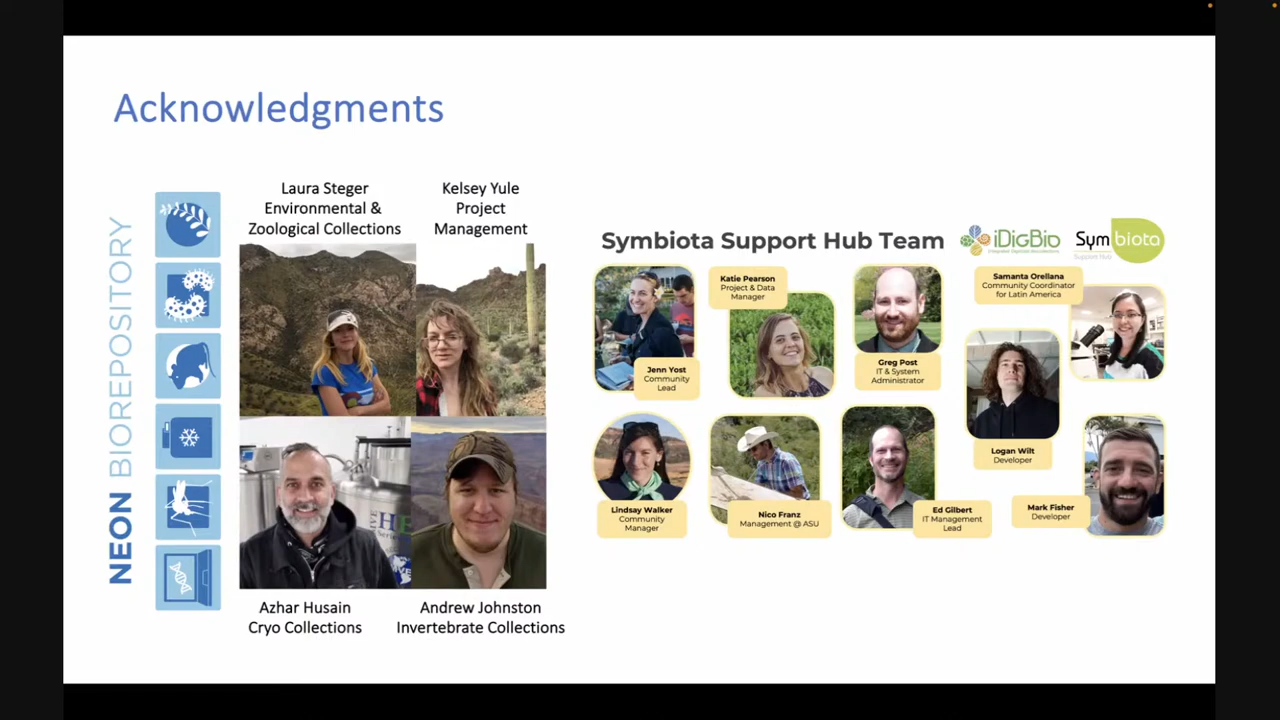 Acknowledgments
NEON BIOREPOSITORY
Laura Steger
Environmental &
Zoological Collections
Kelsey Yule
Project
Management
Azhar Husain
Cryo Collections
Andrew Johnston
Invertebrate Collections
Symbiota Support Hub Team
iDigBio
Symbiota
Support Hub
Jenn Yost
Community
Lead
Katie Pearson
Project & Data
Manager
Greg Post
IT & System
Administrator
Samanta Orellana
Community Coordinator
for Latin America
Logan Wilt
Developer
Lindsay Walker
Community
Manager
Nico Franz
Management @ ASU
Ed Gilbert
IT Management
Lead
Mark Fisher
Developer